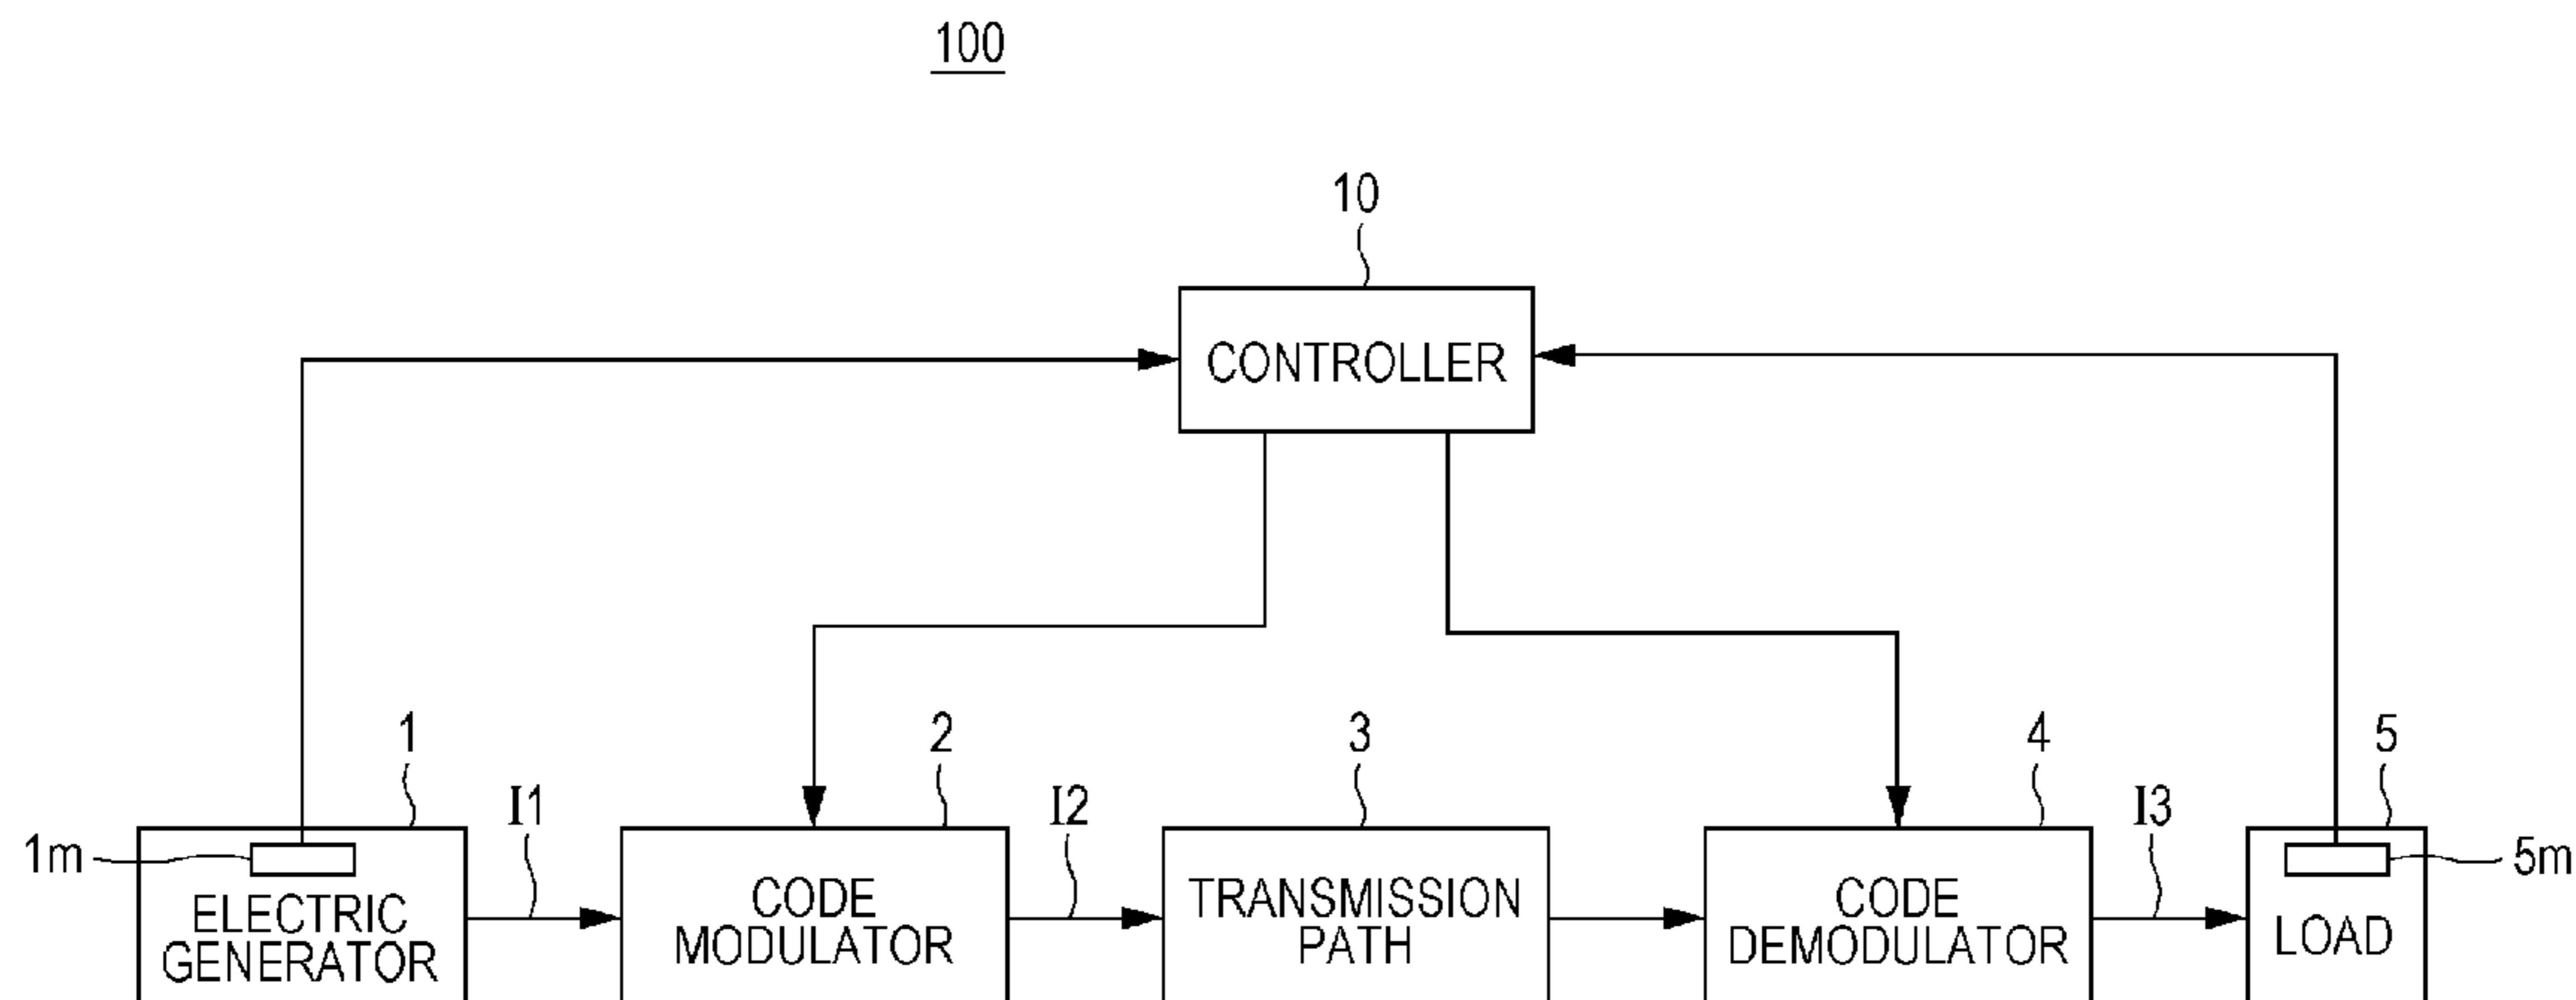 100
10
CONTROLLER
1
2
3
4
5
I1
I2
I3
1m
5m
ELECTRIC
GENERATOR
CODE
MODULATOR
TRANSMISSION
PATH
CODE
DEMODULATOR
LOAD